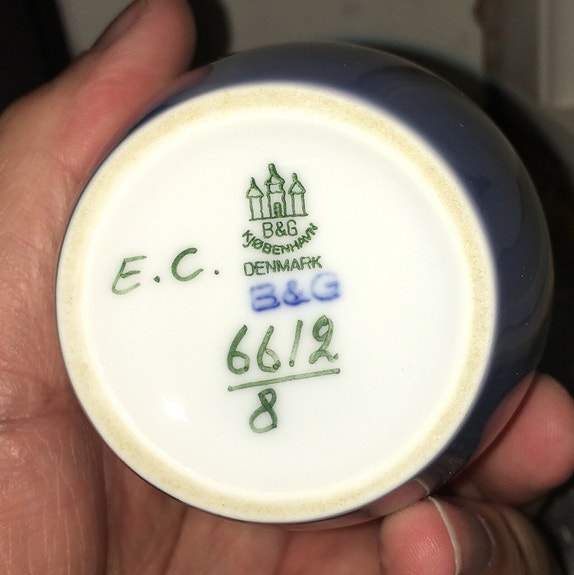 B&G
KJØBENHAVN
DENMARK
E.C.
B&G
6612
8